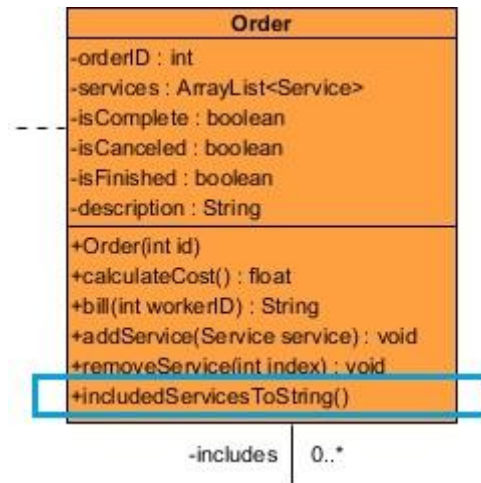 Order
-orderID : int
-services : ArrayList<Service>
-isComplete : boolean
-isCanceled : boolean
-isFinished : boolean
-description : String
+Order(int id)
+calculateCost() : float
+bill(int workerID) : String
+addService(Service service) : void
+removeService(int index) : void
+includedServicesToString()
-includes 0..*